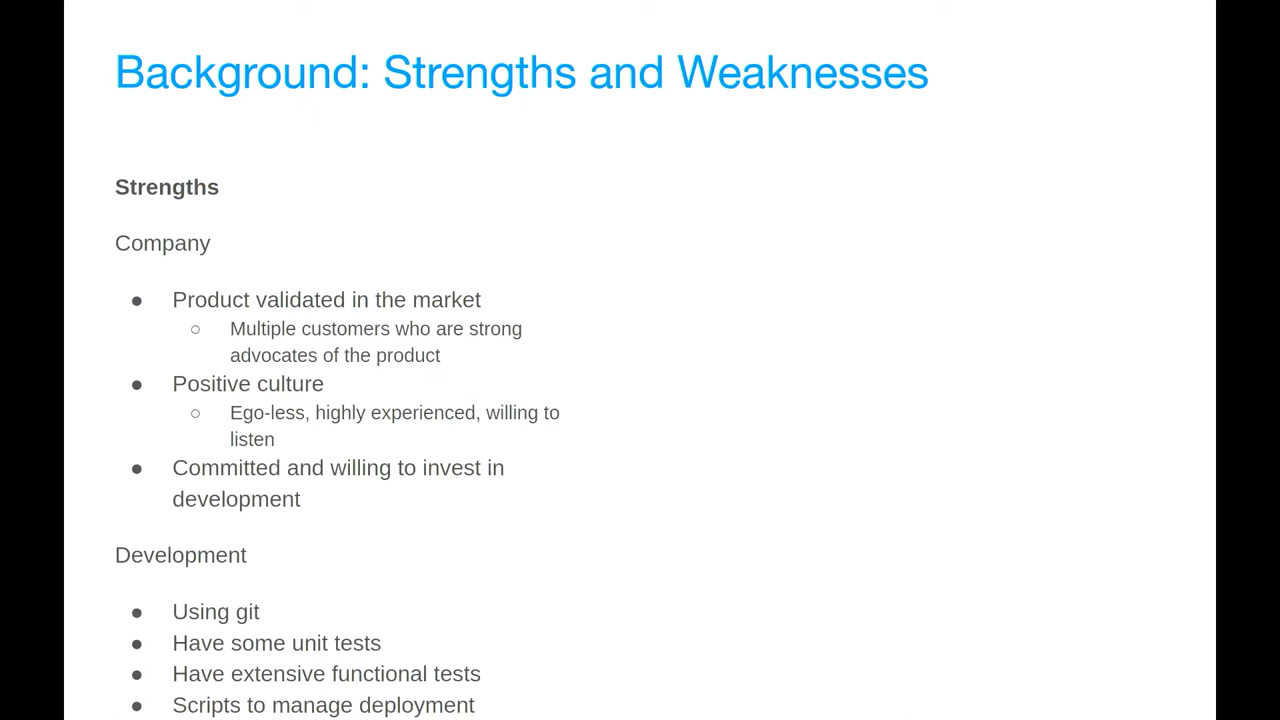 Background: Strengths and Weaknesses
Strengths
Company
● Product validated in the market
○ Multiple customers who are strong
advocates of the product
● Positive culture
○ Ego-less, highly experienced, willing to
listen
● Committed and willing to invest in
development
Development
● Using git
● Have some unit tests
● Have extensive functional tests
● Scripts to manage deployment